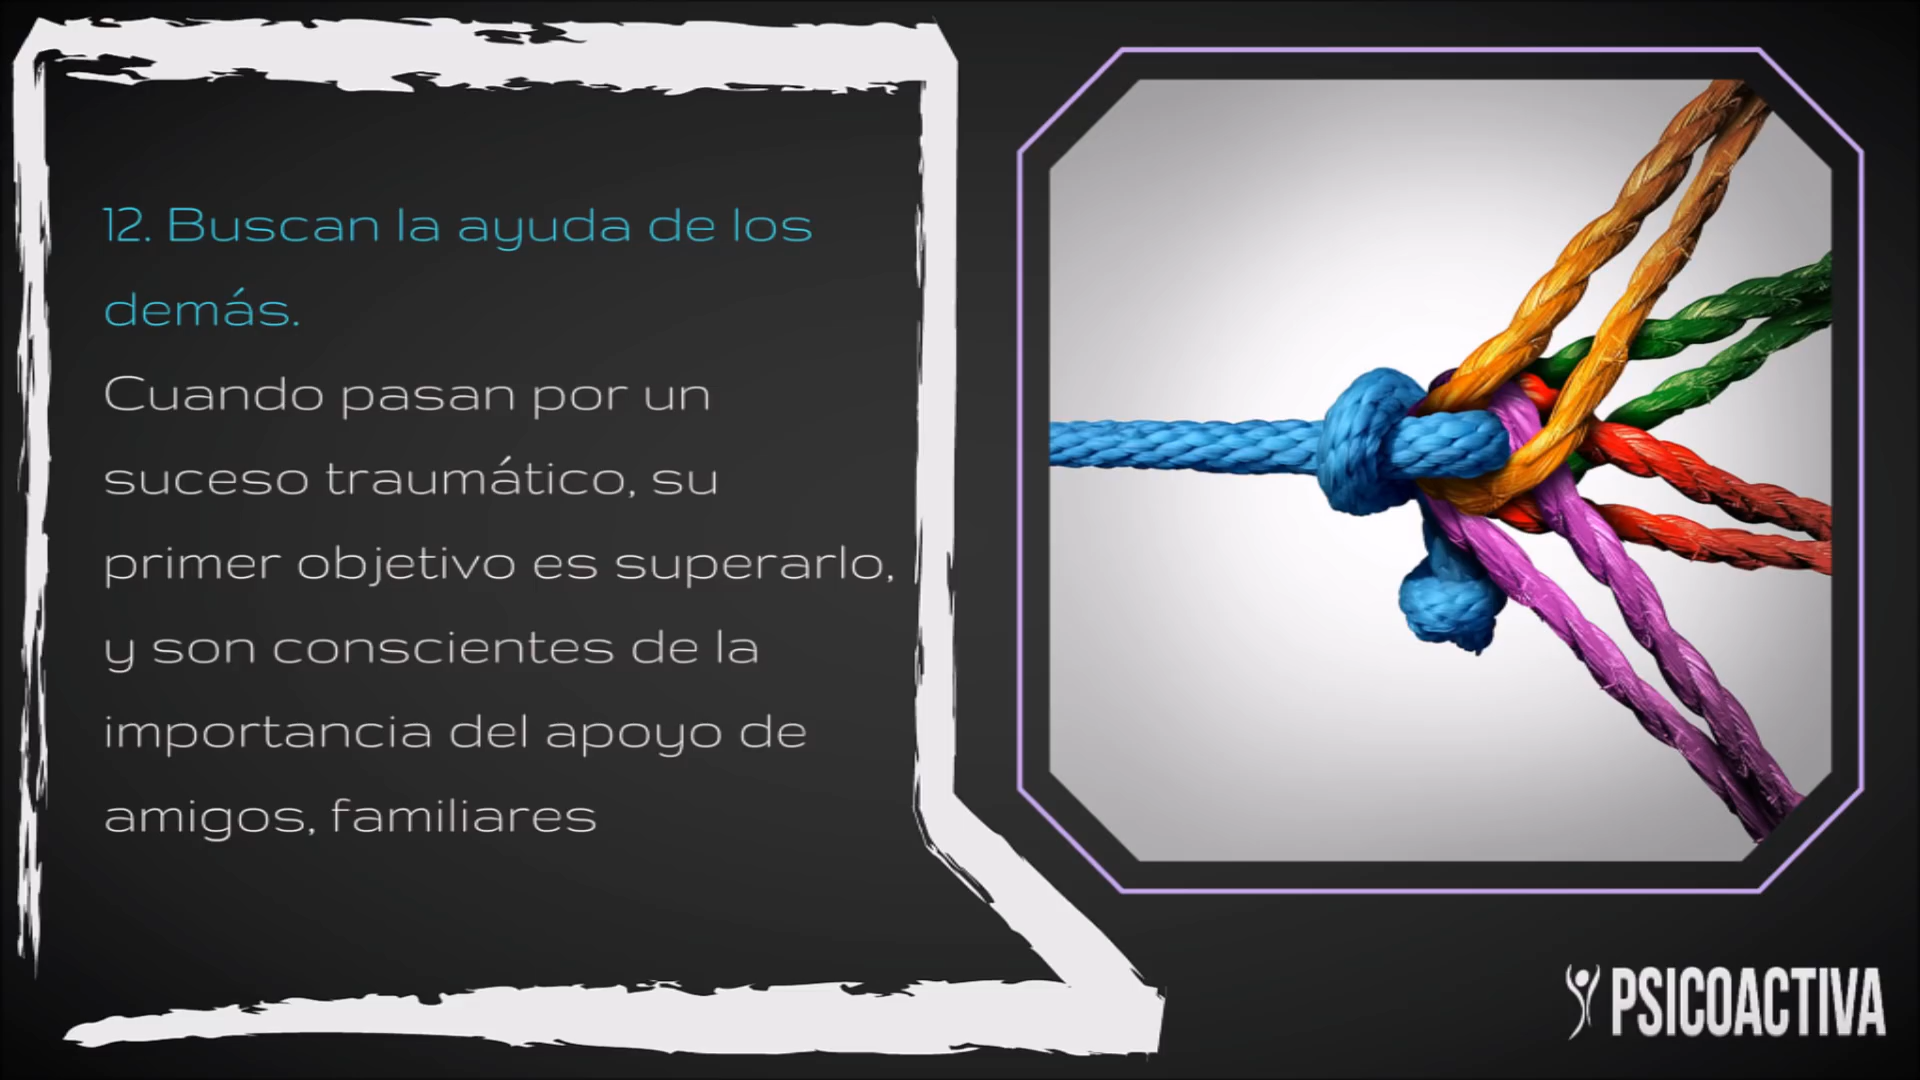 12. Buscan la ayuda de los
demás.
Cuando pasan por un
suceso traumático, su
primer objetivo es superarlo,
y son conscientes de la
importancia del apoyo de
amigos, familiares
PSICOACTIVA